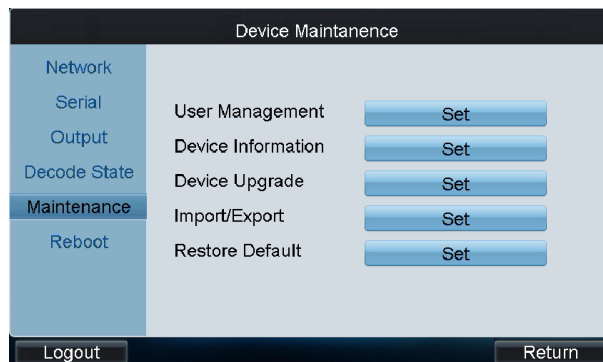 Device Maintanence
Network
Serial
Output
Decode State
Maintenance
Reboot
User Management Set
Device Information Set
Device Upgrade Set
Import/Export Set
Restore Default Set
Logout Return